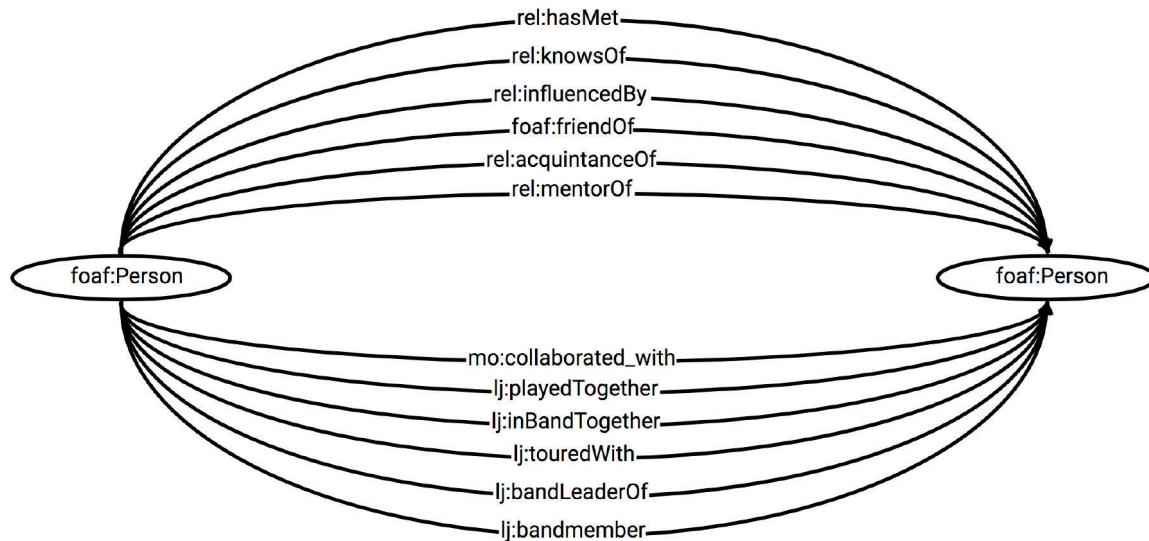 rel:hasMet
rel:knowsOf
rel:influencedBy
foaf:friendOf
rel:acquintanceOf
rel:mentorOf
foaf:Person
foaf:Person
mo:collaborated_with
lj:playedTogether
lj:inBandTogether
lj:touredWith
lj:bandLeaderOf
lj:bandmember